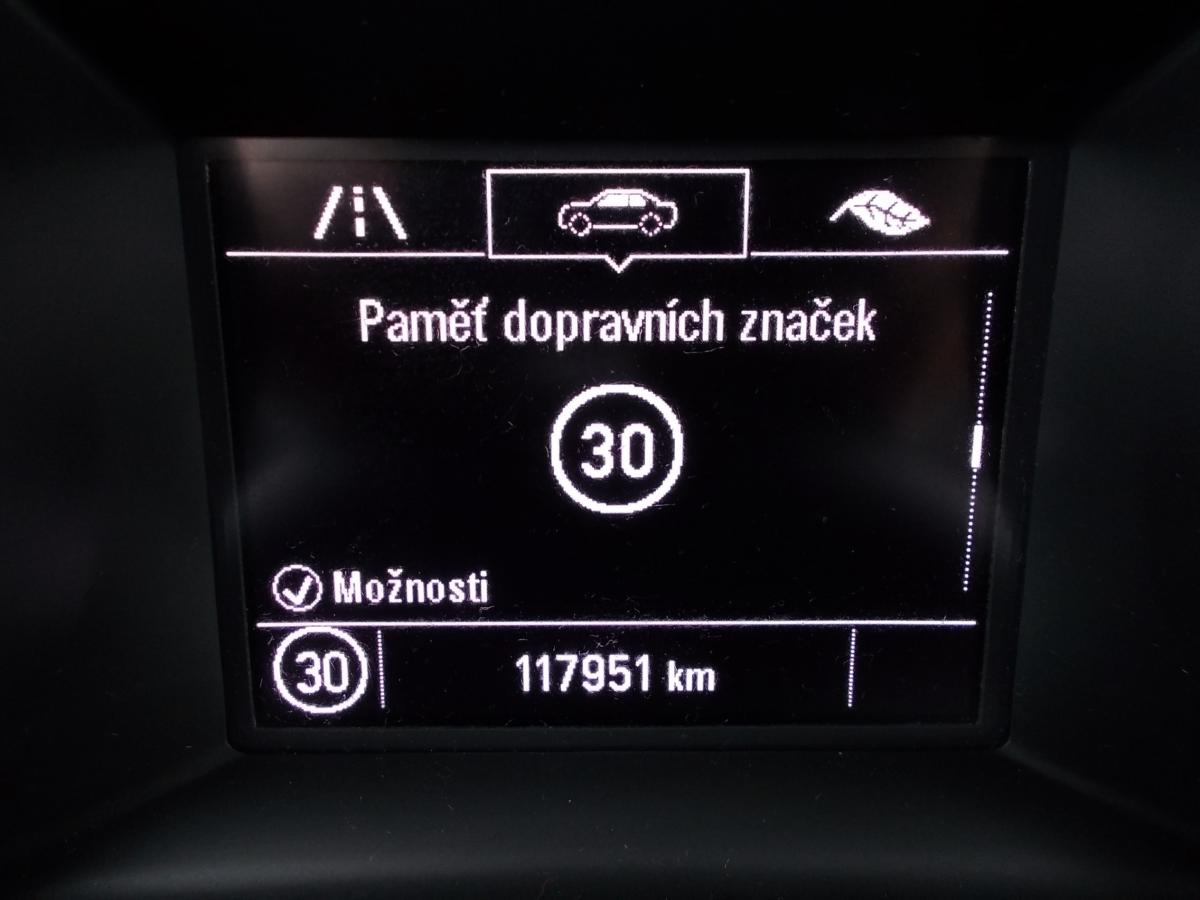 Paměť dopravních značek
30
Možnosti
30 117951 km